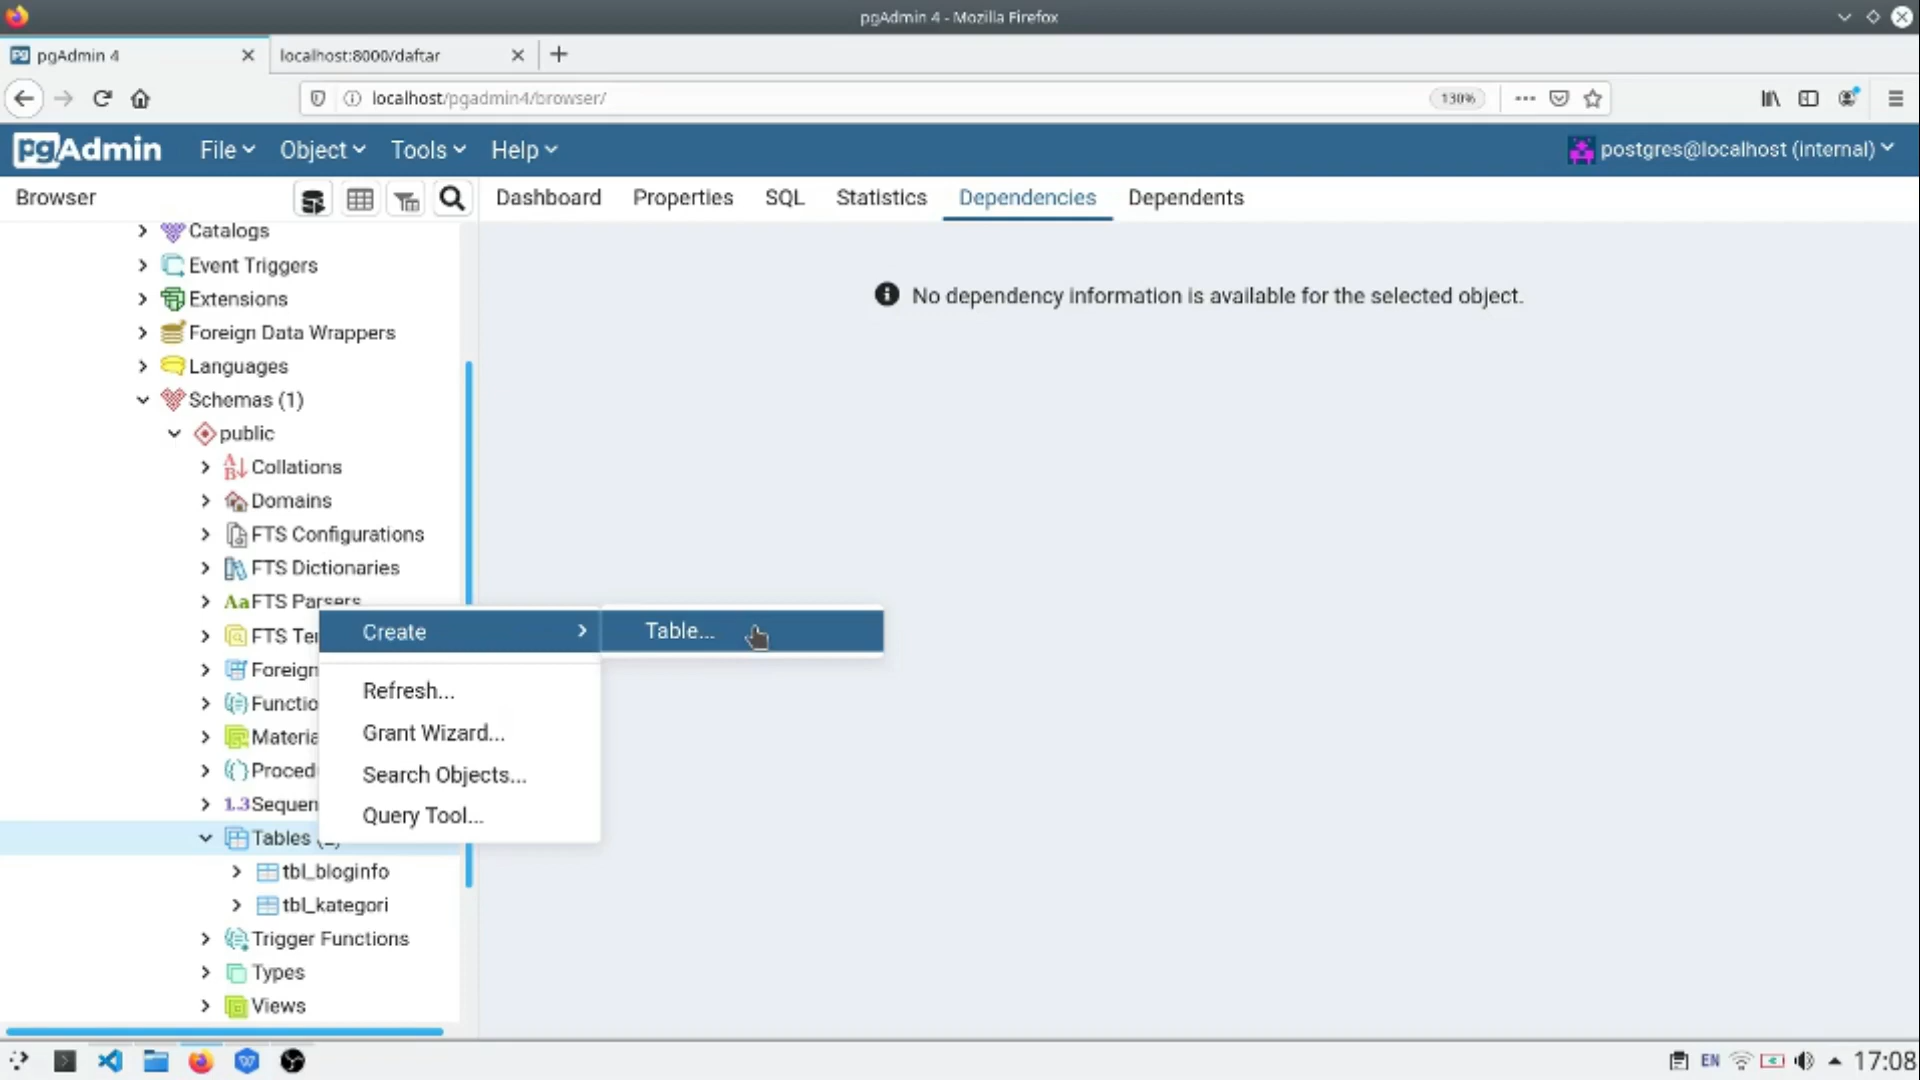 pgAdmin 4 - Mozilla Firefox
pgAdmin 4
localhost:8000/daftar
localhost/pgadmin4/browser/
130%
pgAdmin File Object Tools Help postgres@localhost (internal)
Browser
Dashboard Properties SQL Statistics Dependencies Dependents
Catalogs
Event Triggers
Extensions
Foreign Data Wrappers
Languages
Schemas (1)
public
Collations
Domains
FTS Configurations
FTS Dictionaries
FTS Parsers
FTS Te
Foreign
Functio
Materia
Proced
1.3 Sequen
Tables
tbl_bloginfo
tbl_kategori
Trigger Functions
Types
Views
No dependency information is available for the selected object.
Create
Table...
Refresh...
Grant Wizard...
Search Objects...
Query Tool...
EN
17:08